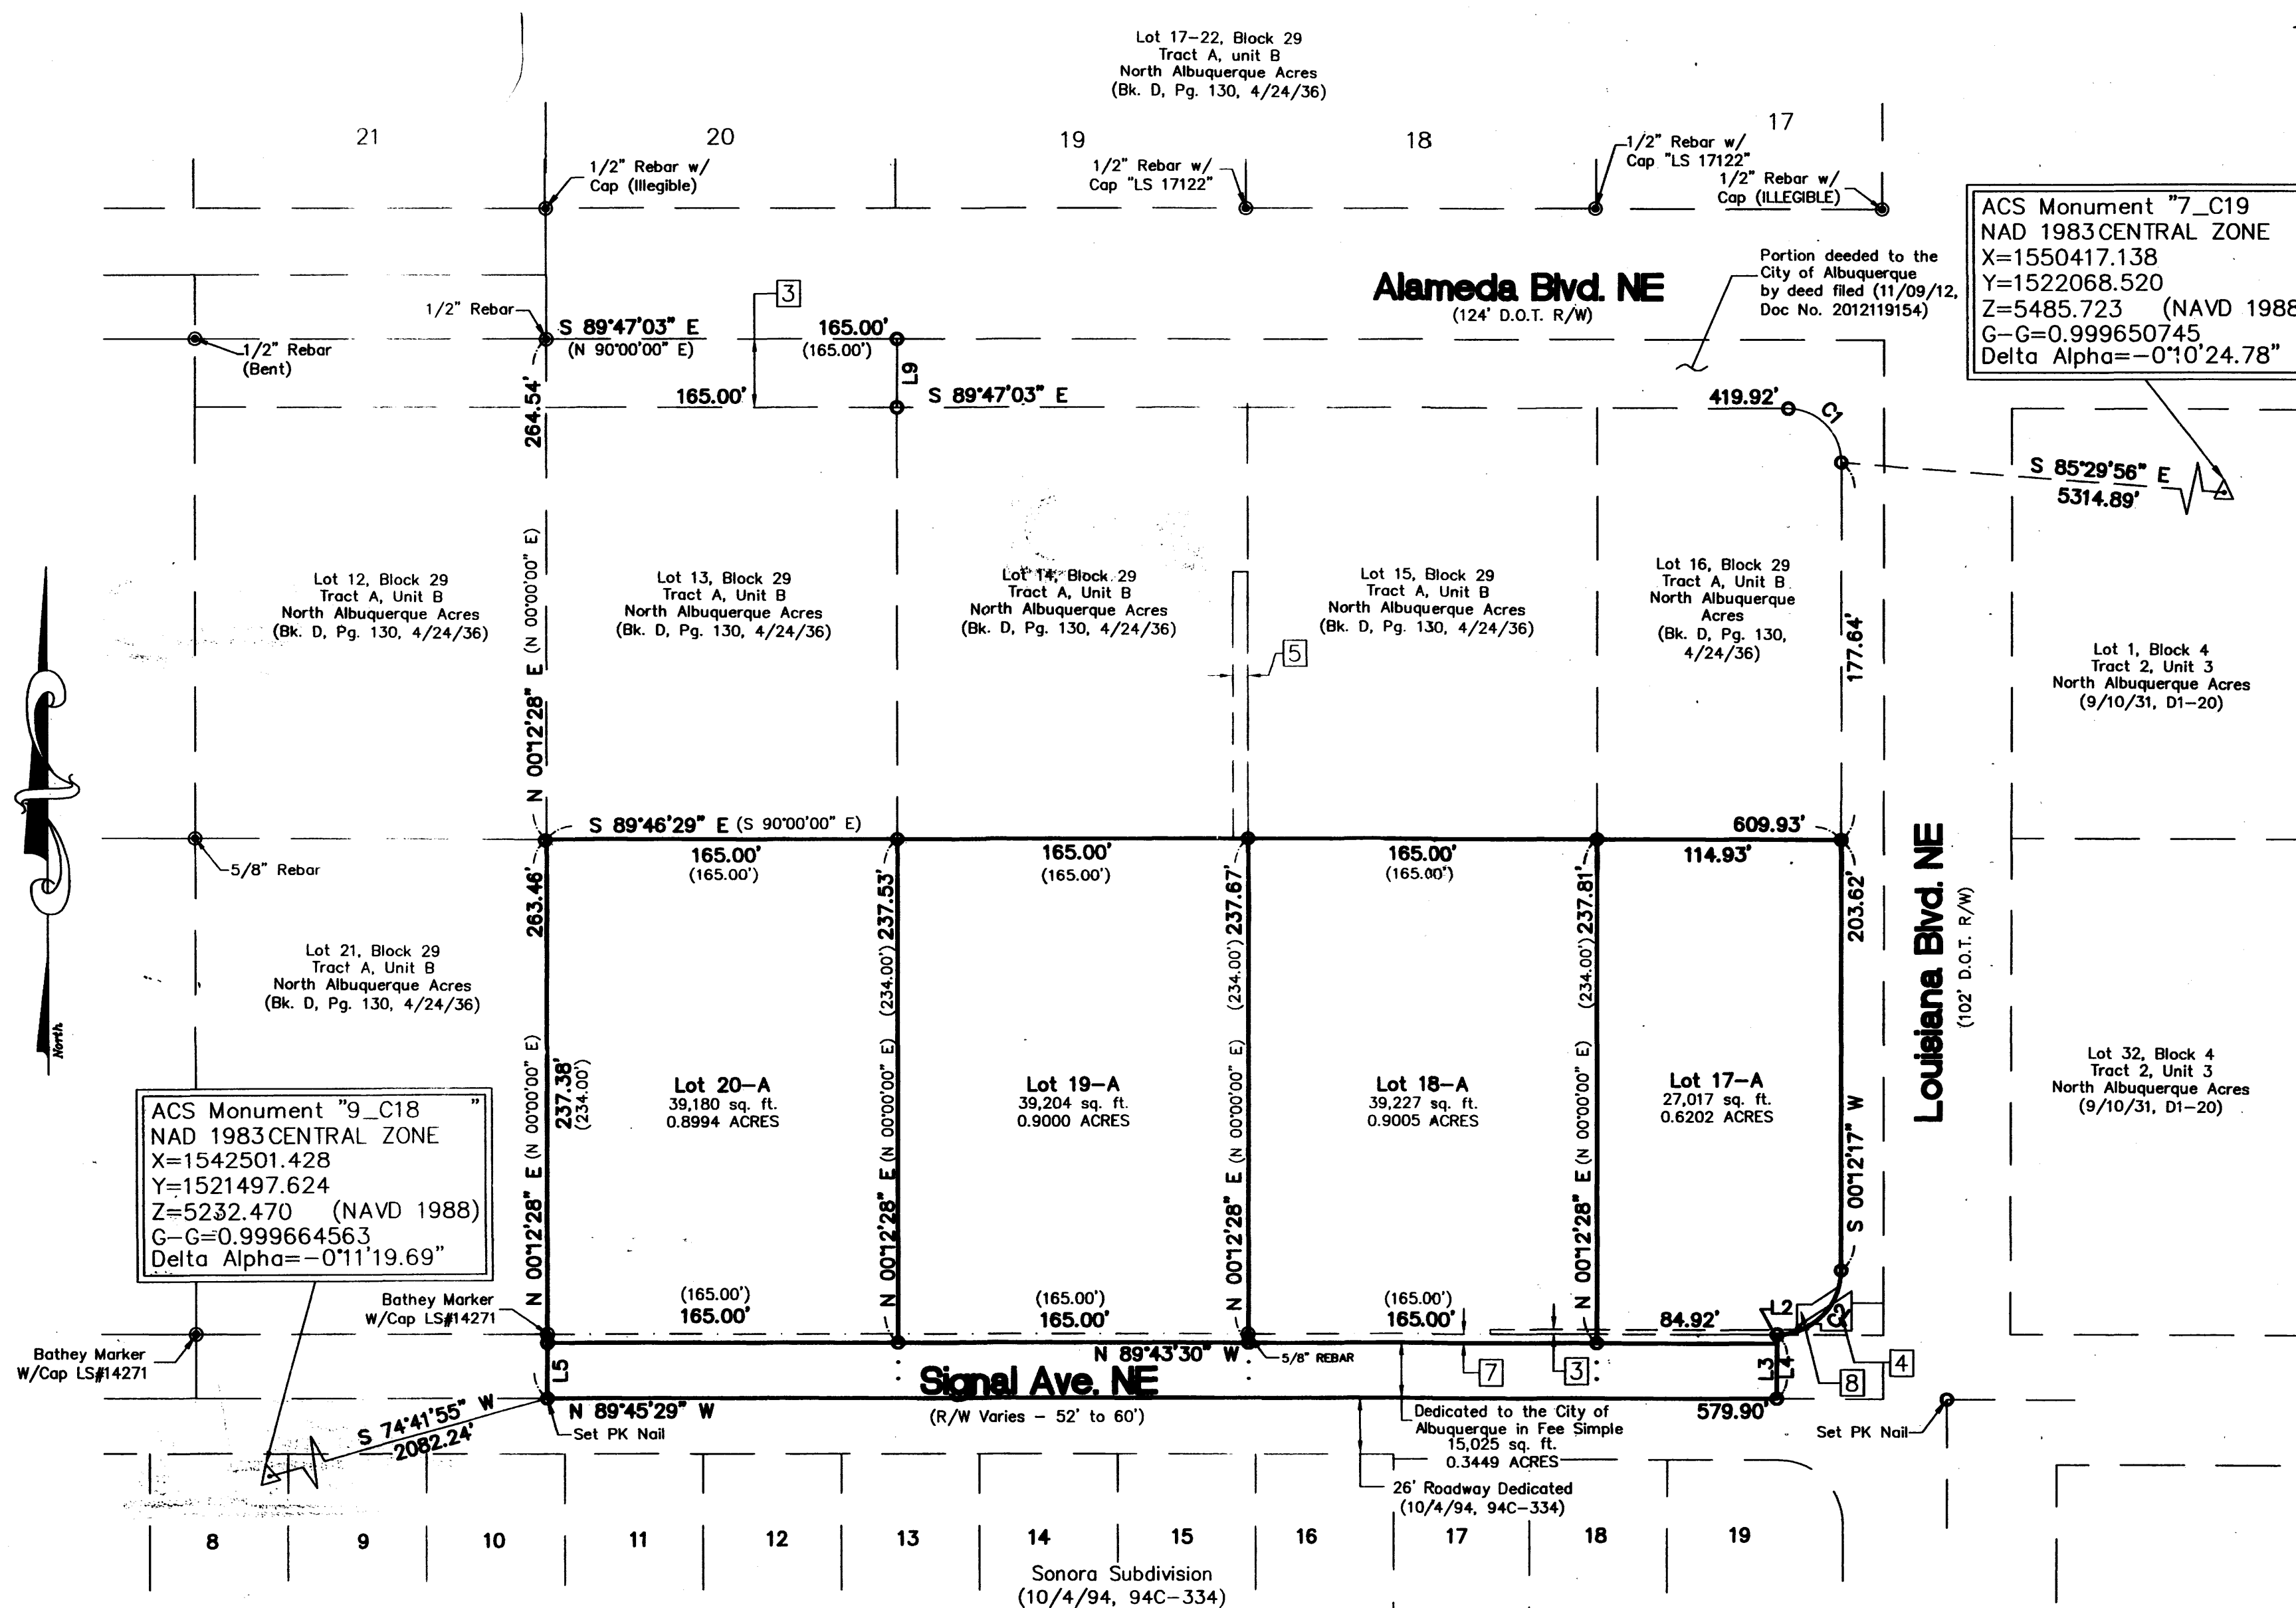 Lot 17-22, Block 29
Tract A, unit B
North Albuquerque Acres
(Bk. D, Pg. 130, 4/24/36)
21
20
19
18
17
1/2" Rebar w/
Cap (Illegible)
1/2" Rebar w/
Cap "LS 17122"
1/2" Rebar w/
Cap "LS 17122"
1/2" Rebar w/
Cap (ILLEGIBLE)
ACS Monument "7_C19
NAD 1983 CENTRAL ZONE
X=1550417.138
Y=1522068.520
Z=5485.723 (NAVD 1988
G-G=0.999650745
Delta Alpha=-0°10'24.78"
Portion deeded to the
City of Albuquerque
by deed filed (11/09/12,
Doc No. 2012119154)
Alameda Blvd. NE
(124' D.O.T. R/W)
3
1/2" Rebar
1/2" Rebar
(Bent)
S 89°47'03" E
(N 90°00'00" E)
165.00'
(165.00')
L9
165.00'
S 89°47'03" E
419.92'
C1
264.54'
N 00°12'28" E (N 00°00'00" E)
S 85°29'56" E
5314.89'
Lot 12, Block 29
Tract A, Unit B
North Albuquerque Acres
(Bk. D, Pg. 130, 4/24/36)
Lot 13, Block 29
Tract A, Unit B
North Albuquerque Acres
(Bk. D, Pg. 130, 4/24/36)
Lot 14, Block 29
Tract A, Unit B
North Albuquerque Acres
(Bk. D, Pg. 130, 4/24/36)
Lot 15, Block 29
Tract A, Unit B
North Albuquerque Acres
(Bk. D, Pg. 130, 4/24/36)
Lot 16, Block 29
Tract A, Unit B
North Albuquerque
Acres
(Bk. D, Pg. 130,
4/24/36)
5
177.64'
Lot 1, Block 4
Tract 2, Unit 3
North Albuquerque Acres
(9/10/31, D1-20)
North
5/8" Rebar
S 89°46'29" E (S 90°00'00" E)
609.93'
165.00'
(165.00')
165.00'
(165.00')
165.00'
(165.00')
114.93'
263.46'
237.38'
(234.00')
N 00°12'28" E (N 00°00'00" E)
N 00°12'28" E (N 00°00'00" E) (234.00') 237.53'
N 00°12'28" E (N 00°00'00" E) (234.00') 237.67'
N 00°12'28" E (N 00°00'00" E) (234.00') 237.81'
203.62'
S 00°12'17" W
Louisiana Blvd. NE
(102' D.O.T. R/W)
Lot 21, Block 29
Tract A, Unit B
North Albuquerque Acres
(Bk. D, Pg. 130, 4/24/36)
Lot 20-A
39,180 sq. ft.
0.8994 ACRES
Lot 19-A
39,204 sq. ft.
0.9000 ACRES
Lot 18-A
39,227 sq. ft.
0.9005 ACRES
Lot 17-A
27,017 sq. ft.
0.6202 ACRES
Lot 32, Block 4
Tract 2, Unit 3
North Albuquerque Acres
(9/10/31, D1-20)
ACS Monument "9_C18 "
NAD 1983 CENTRAL ZONE
X=1542501.428
Y=1521497.624
Z=5232.470 (NAVD 1988)
G-G=0.999664563
Delta Alpha=-0°11'19.69"
Bathey Marker
W/Cap LS#14271
Bathey Marker
W/Cap LS#14271
(165.00')
165.00'
(165.00')
165.00'
(165.00')
165.00'
84.92'
L2
C2
L3
L4
L5
N 89°43'30" W
5/8" REBAR
7
3
8
4
Signal Ave. NE
(R/W Varies - 52' to 60')
N 89°45'29" W
579.90'
Set PK Nail
Set PK Nail
S 74°41'55" W
2082.24'
Dedicated to the City of
Albuquerque in Fee Simple
15,025 sq. ft.
0.3449 ACRES
26' Roadway Dedicated
(10/4/94, 94C-334)
8
9
10
11
12
13
14
15
16
17
18
19
Sonora Subdivision
(10/4/94, 94C-334)